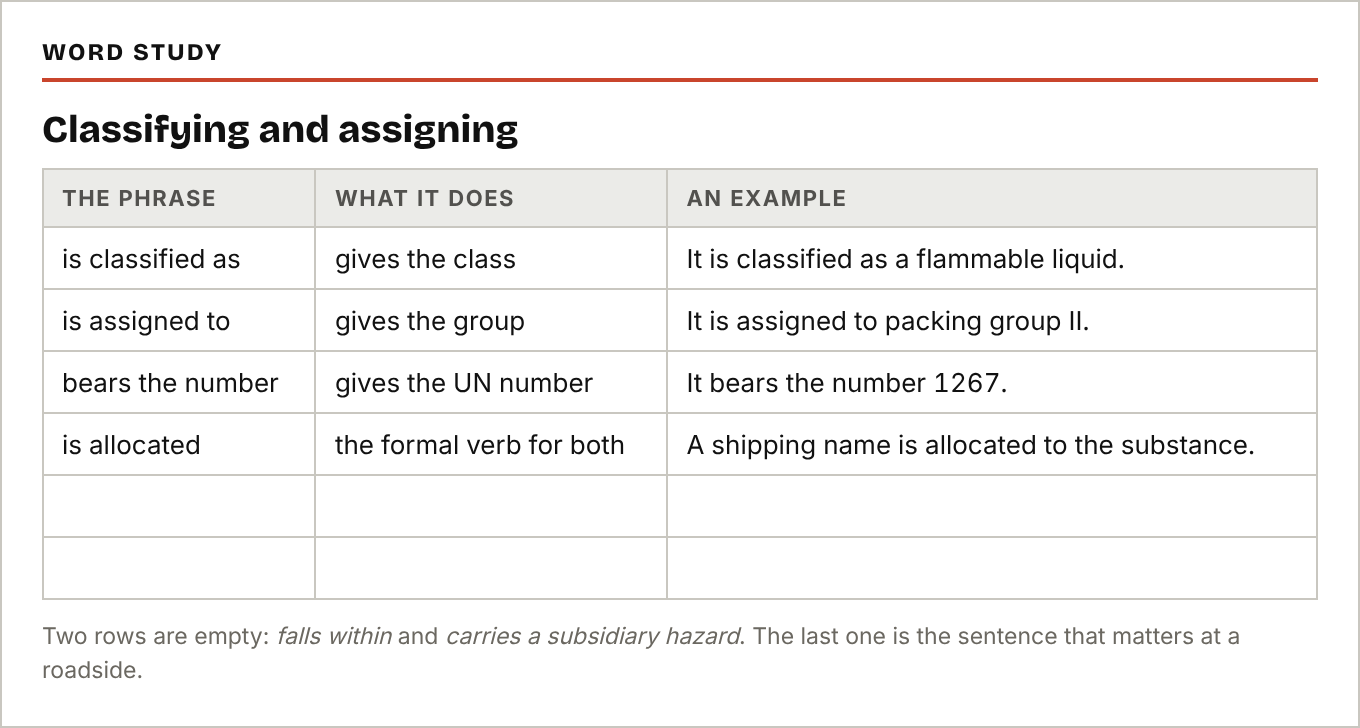 WORD STUDY
Classifying and assigning
THE PHRASE WHAT IT DOES AN EXAMPLE
is classified as gives the class It is classified as a flammable liquid.
is assigned to gives the group It is assigned to packing group II.
bears the number gives the UN number It bears the number 1267.
is allocated the formal verb for both A shipping name is allocated to the substance.
Two rows are empty: falls within and carries a subsidiary hazard. The last one is the sentence that matters at a
roadside.